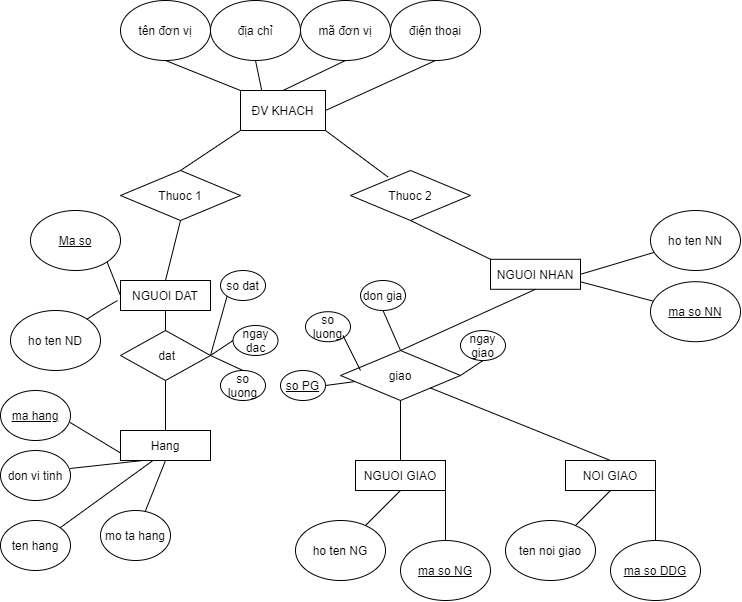 tên đơn vị
địa chỉ
mã đơn vị
điện thoại
ĐV KHACH
Thuoc 1
Thuoc 2
Ma so
ho ten NN
NGUOI NHAN
so dat
NGUOI DAT
don gia
ma so NN
so
luong
ho ten ND
ngay
dac
ngay
giao
dat
giao
so
luong
so PG
ma hang
Hang
don vi tinh
NGUOI GIAO
NOI GIAO
mo ta hang
ten hang
ho ten NG
ten noi giao
ma so NG
ma so DDG